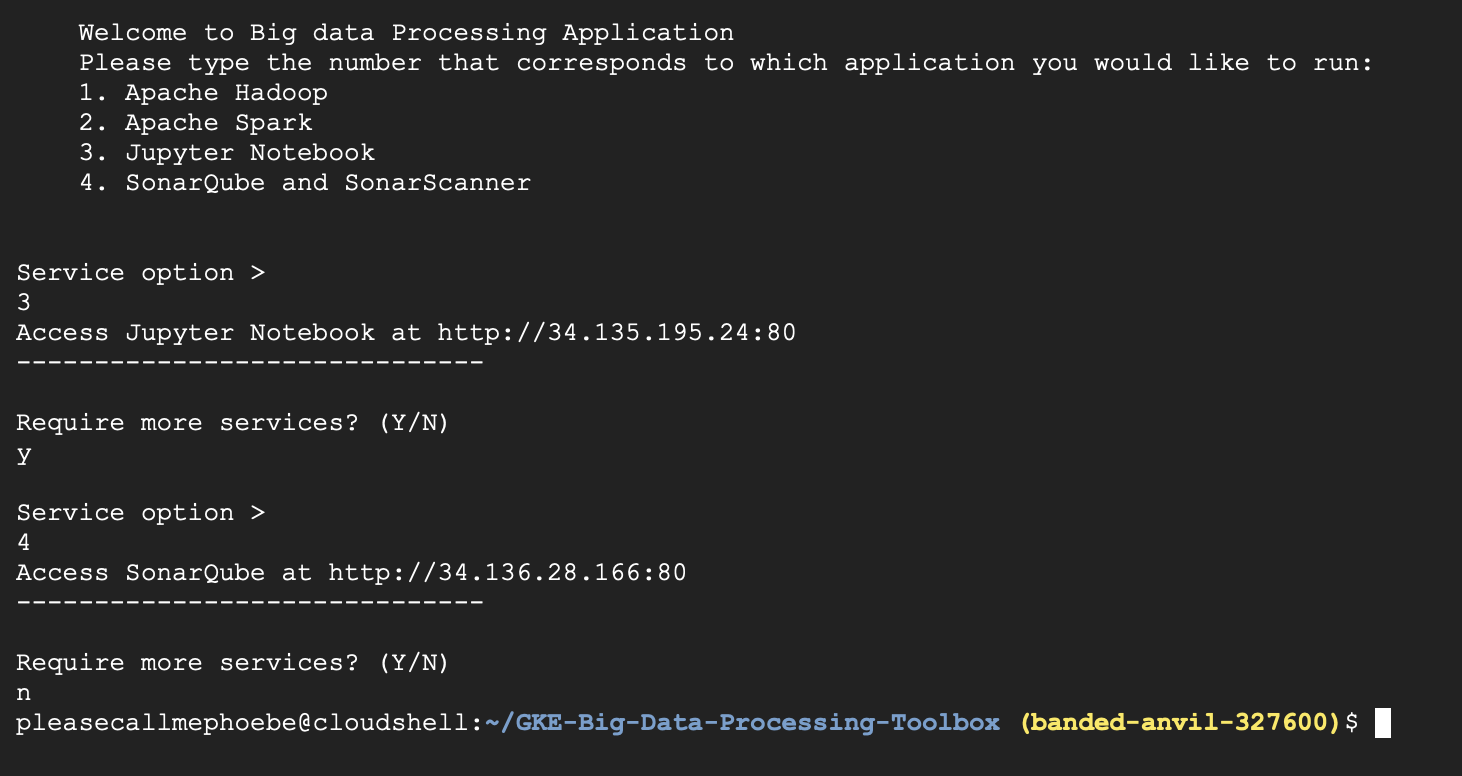 Welcome to Big data Processing Application
Please type the number that corresponds to which application you would like to run:
1. Apache Hadoop
2. Apache Spark
3. Jupyter Notebook
4. SonarQube and SonarScanner
Service option >
3
Access Jupyter Notebook at http://34.135.195.24:80
------------------------------
Require more services? (Y/N)
y
Service option >
4
Access SonarQube at http://34.136.28.166:80
------------------------------
Require more services? (Y/N)
n
pleasecallmephoebe@cloudshell:~/GKE-Big-Data-Processing-Toolbox (banded-anvil-327600)$